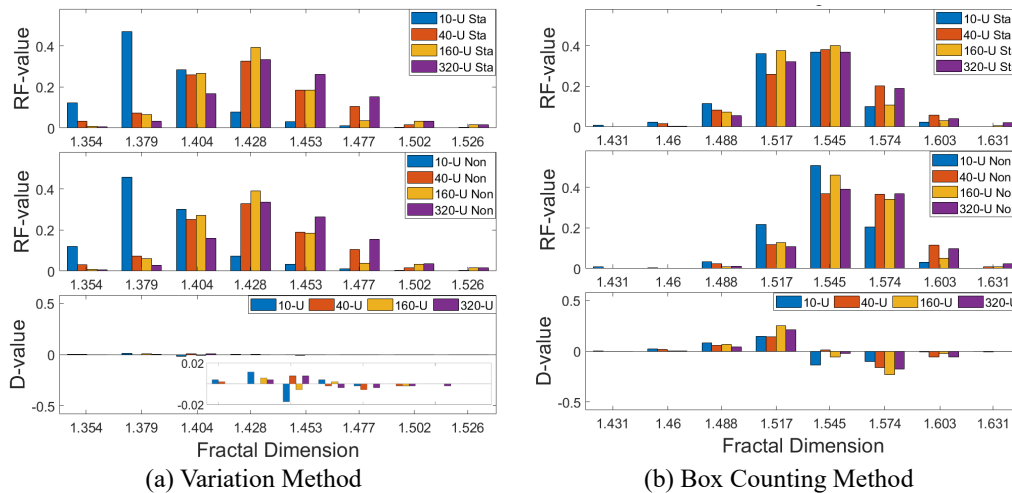 RF-value
0.4
0.2
0
10-U Sta
40-U Sta
160-U Sta
320-U Sta
1.354 1.379 1.404 1.428 1.453 1.477 1.503 1.526
RF-value
0.4
0.2
0
10-U Non
40-U Non
160-U Non
320-U Non
1.354 1.379 1.404 1.428 1.453 1.477 1.502 1.526
D-value
0.5
0
-0.5
10-U 40-U 160-U 320-U
0.02
-0.02
1.354 1.379 1.404 1.428 1.453 1.477 1.502 1.526
Fractal Dimension
(a) Variation Method
RF-value
0.4
0.2
0
10-U Sta
40-U Sta
160-U St
320-U St
1.431 1.46 1.488 1.517 1.545 1.574 1.603 1.631
RF-value
0.4
0.2
0
10-U Non
40-U Non
160-U No
320-U No
1.431 1.46 1.488 1.517 1.545 1.574 1.603 1.631
D-value
0.5
0
-0.5
10-U 40-U 160-U 320-U
1.431 1.46 1.488 1.517 1.545 1.574 1.603 1.631
Fractal Dimension
(b) Box Counting Method